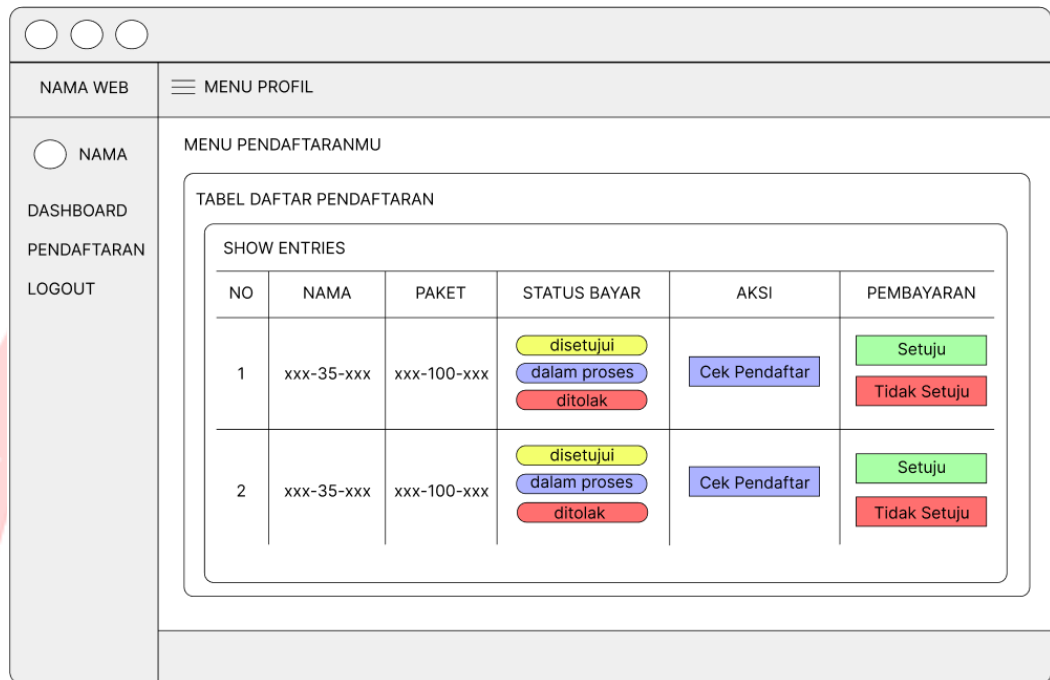 NAMA WEB
MENU PROFIL
NAMA
DASHBOARD
PENDAFTARAN
LOGOUT
MENU PENDAFTARANMU
TABEL DAFTAR PENDAFTARAN
SHOW ENTRIES
NO NAMA PAKET STATUS BAYAR AKSI PEMBAYARAN
1 xxx-35-xxx xxx-100-xxx disetujui Cek Pendaftar Setuju
dalam proses
ditolak Tidak Setuju
2 xxx-35-xxx xxx-100-xxx disetujui Cek Pendaftar Setuju
dalam proses
ditolak Tidak Setuju